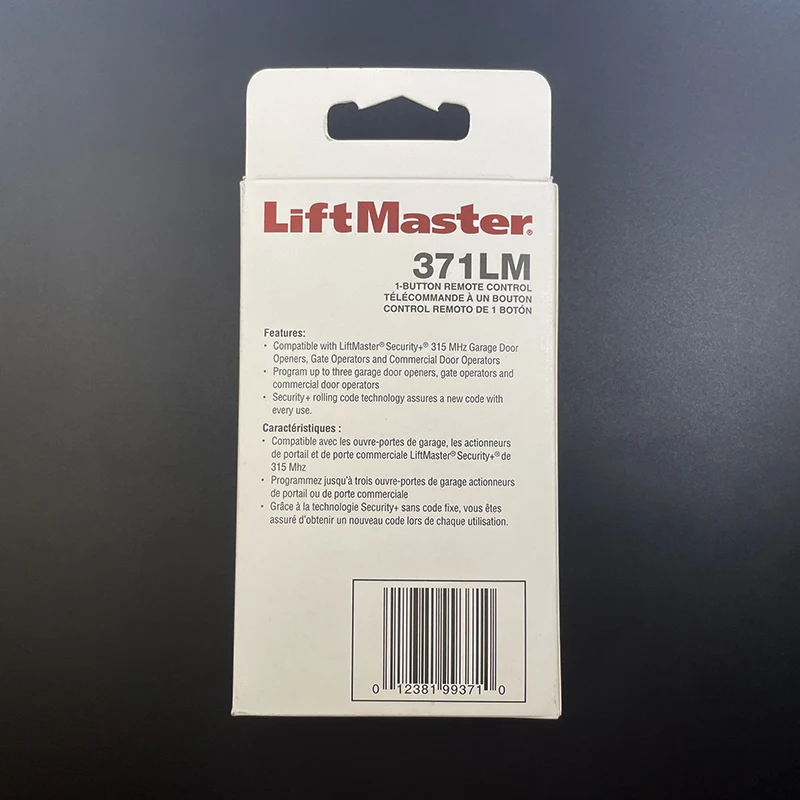 LiftMaster®
371LM
1-BUTTON REMOTE CONTROL
TÉLÉCOMMANDE À UN BOUTON
CONTROL REMOTO DE 1 BOTÓN
Features:
• Compatible with LiftMaster® Security+® 315 MHz Garage Door
Openers, Gate Operators and Commercial Door Operators
• Program up to three garage door openers, gate operators and
commercial door operators
• Security+ rolling code technology assures a new code with
every use.
Caractéristiques :
• Compatible avec les ouvre-portes de garage, les actionneurs
de portail et de porte commerciale LiftMaster® Security+® de
315 Mhz
• Programmez jusqu'à trois ouvre-portes de garage actionneurs
de portail ou de porte commerciale
• Grâce à la technologie Security+ sans code fixe, vous êtes
assuré d'obtenir un nouveau code lors de chaque utilisation.
0 12381 99371 0